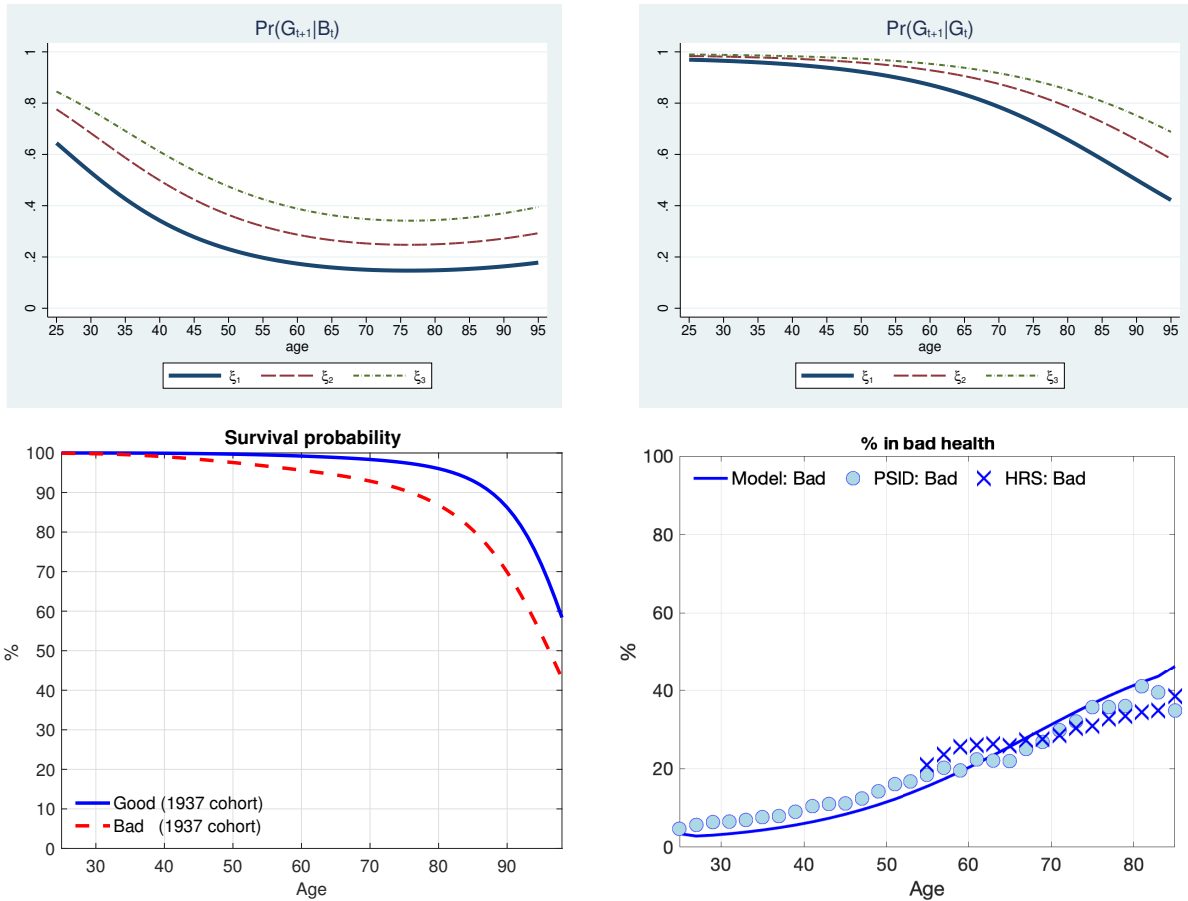 Pr(Gt+1|Bt)
1
.8
.6
.4
.2
0
25 30 35 40 45 50 55 60 65 70 75 80 85 90 95
age
ξ1 ξ2 ξ3
Pr(Gt+1|Gt)
1
.8
.6
.4
.2
0
25 30 35 40 45 50 55 60 65 70 75 80 85 90 95
age
ξ1 ξ2 ξ3
Survival probability
100
90
80
70
60
50
40
30
20
10
0
%
Good (1937 cohort)
Bad (1937 cohort)
30 40 50 60 70 80 90
Age
% in bad health
100
80
60
40
20
0
%
Model: Bad PSID: Bad HRS: Bad
30 40 50 60 70 80
Age